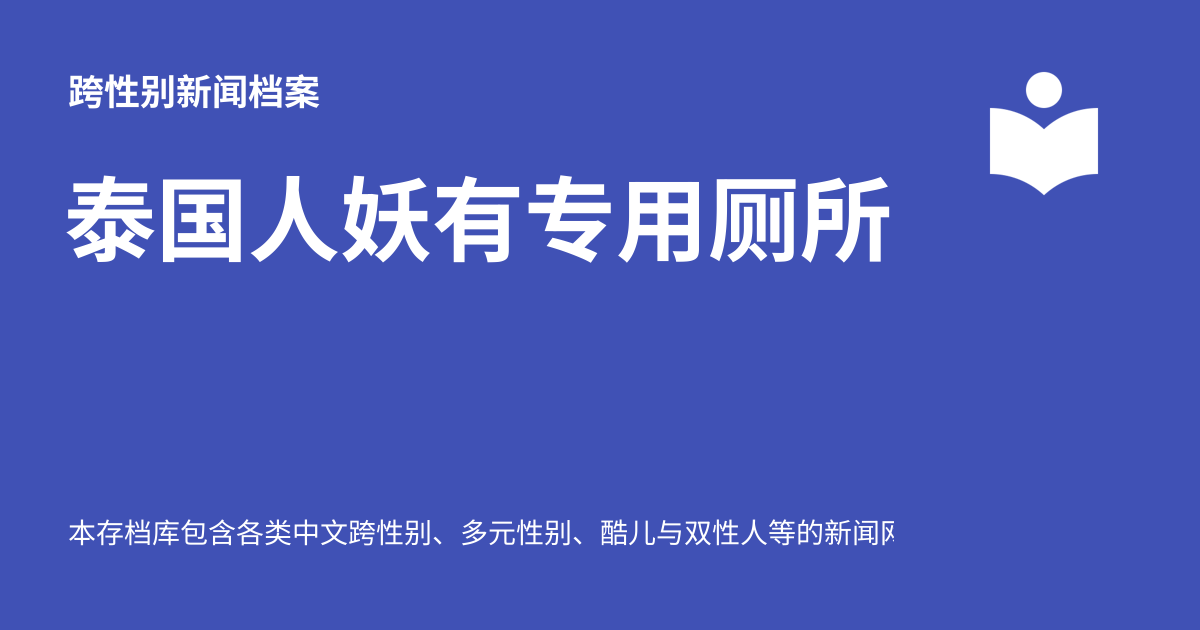 跨性别新闻档案
泰国人妖有专用厕所
本存档库包含各类中文跨性别、多元性别、酷儿与双性人等的新闻网